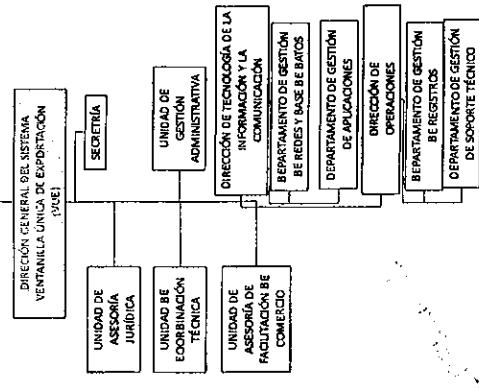 DIRECIÓN GENERAL DEL SISTEMA
VENTANILLA ÚNICA DE EXPORTACIÓN
(VUE)
SECRETRÍA
UNIDAD DE
ASESORÍA
JURÍDICA
UNIDAD DE
GESTIÓN
ADMINISTRATIVA
UNIDAD BE
EOORBINACIÓN
TÉCNICA
UNIDAD DE
ASESORÍA DE
FACILITACIÓN BE
COMERCIO
DIRECCIÓN DE TECNOLOGÍA DE LA
INFORMACIÓN Y LA
COMUNICACIÓN
BEPARTAMENTO DE GESTIÓN
BE REDES Y BASE BE BATOS
DEPARTAMENTO DE GESTIÓN
DE APLICACIONES
DIRECCIÓN DE
OPERACIONES
BEPARTAMENTO DE GESTIÓN
BE REGISTROS
DEPARTAMENTO DE GESTIÓN
DE SOPORTE TÉCNICO